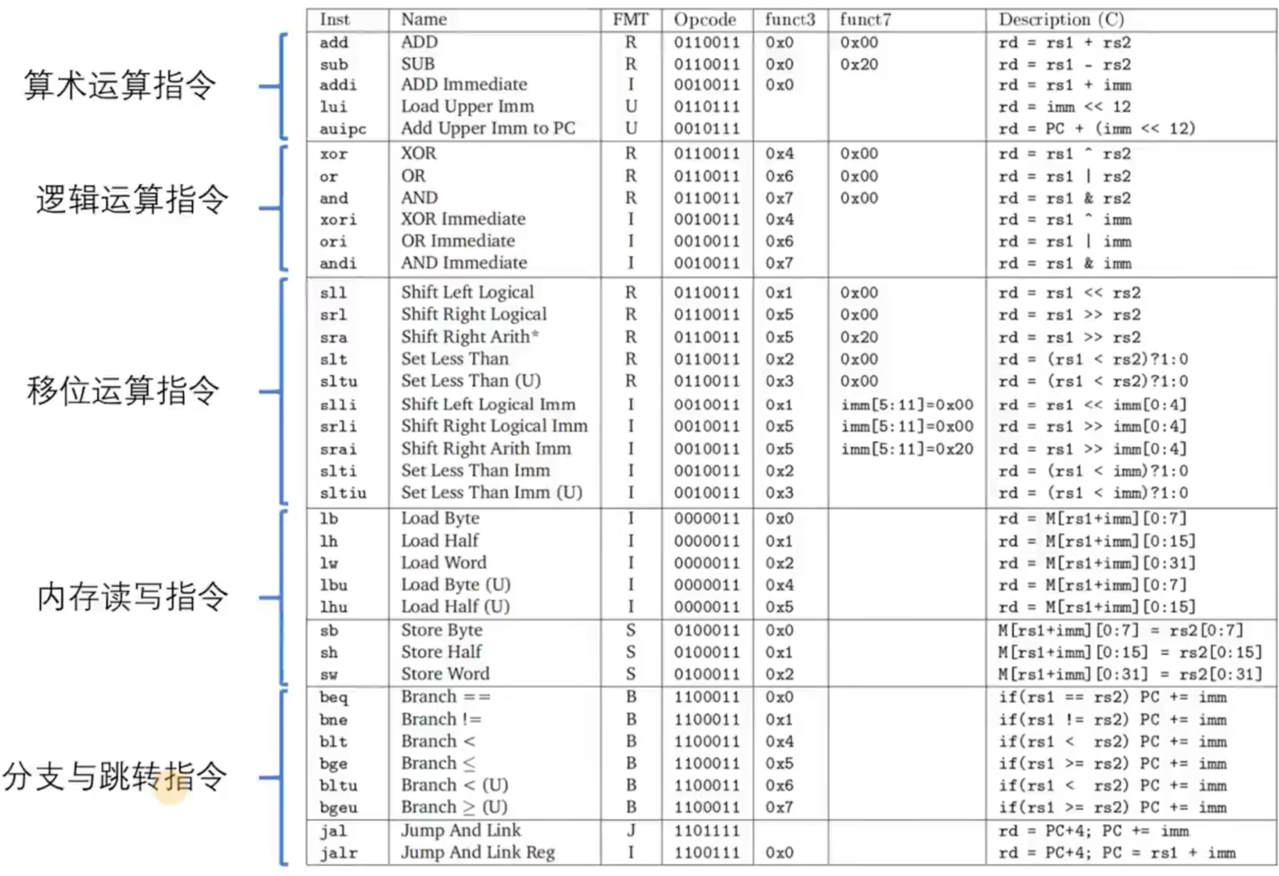 Inst Name FMT Opcode funct3 funct7 Description (C)
算术运算指令
add ADD R 0110011 0x0 0x00 rd = rs1 + rs2
sub SUB R 0110011 0x0 0x20 rd = rs1 - rs2
addi ADD Immediate I 0010011 0x0 rd = rs1 + imm
lui Load Upper Imm U 0110111 rd = imm << 12
auipc Add Upper Imm to PC U 0010111 rd = PC + (imm << 12)
逻辑运算指令
xor XOR R 0110011 0x4 0x00 rd = rs1 ^ rs2
or OR R 0110011 0x6 0x00 rd = rs1 | rs2
and AND R 0110011 0x7 0x00 rd = rs1 & rs2
xori XOR Immediate I 0010011 0x4 rd = rs1 ^ imm
ori OR Immediate I 0010011 0x6 rd = rs1 | imm
andi AND Immediate I 0010011 0x7 rd = rs1 & imm
移位运算指令
sll Shift Left Logical R 0110011 0x1 0x00 rd = rs1 << rs2
srl Shift Right Logical R 0110011 0x5 0x00 rd = rs1 >> rs2
sra Shift Right Arith* R 0110011 0x5 0x20 rd = rs1 >> rs2
slt Set Less Than R 0110011 0x2 0x00 rd = (rs1 < rs2)?1:0
sltu Set Less Than (U) R 0110011 0x3 0x00 rd = (rs1 < rs2)?1:0
slli Shift Left Logical Imm I 0010011 0x1 imm[5:11]=0x00 rd = rs1 << imm[0:4]
srli Shift Right Logical Imm I 0010011 0x5 imm[5:11]=0x00 rd = rs1 >> imm[0:4]
srai Shift Right Arith Imm I 0010011 0x5 imm[5:11]=0x20 rd = rs1 >> imm[0:4]
slti Set Less Than Imm I 0010011 0x2 rd = (rs1 < imm)?1:0
sltiu Set Less Than Imm (U) I 0010011 0x3 rd = (rs1 < imm)?1:0
内存读写指令
lb Load Byte I 0000011 0x0 rd = M[rs1+imm][0:7]
lh Load Half I 0000011 0x1 rd = M[rs1+imm][0:15]
lw Load Word I 0000011 0x2 rd = M[rs1+imm][0:31]
lbu Load Byte (U) I 0000011 0x4 rd = M[rs1+imm][0:7]
lhu Load Half (U) I 0000011 0x5 rd = M[rs1+imm][0:15]
sb Store Byte S 0100011 0x0 M[rs1+imm][0:7] = rs2[0:7]
sh Store Half S 0100011 0x1 M[rs1+imm][0:15] = rs2[0:15]
sw Store Word S 0100011 0x2 M[rs1+imm][0:31] = rs2[0:31]
分支与跳转指令
beq Branch == B 1100011 0x0 if(rs1 == rs2) PC += imm
bne Branch != B 1100011 0x1 if(rs1 != rs2) PC += imm
blt Branch < B 1100011 0x4 if(rs1 < rs2) PC += imm
bge Branch ≤ B 1100011 0x5 if(rs1 >= rs2) PC += imm
bltu Branch < (U) B 1100011 0x6 if(rs1 < rs2) PC += imm
bgeu Branch ≥ (U) B 1100011 0x7 if(rs1 >= rs2) PC += imm
jal Jump And Link J 1101111 rd = PC+4; PC += imm
jalr Jump And Link Reg I 1100111 0x0 rd = PC+4; PC = rs1 + imm